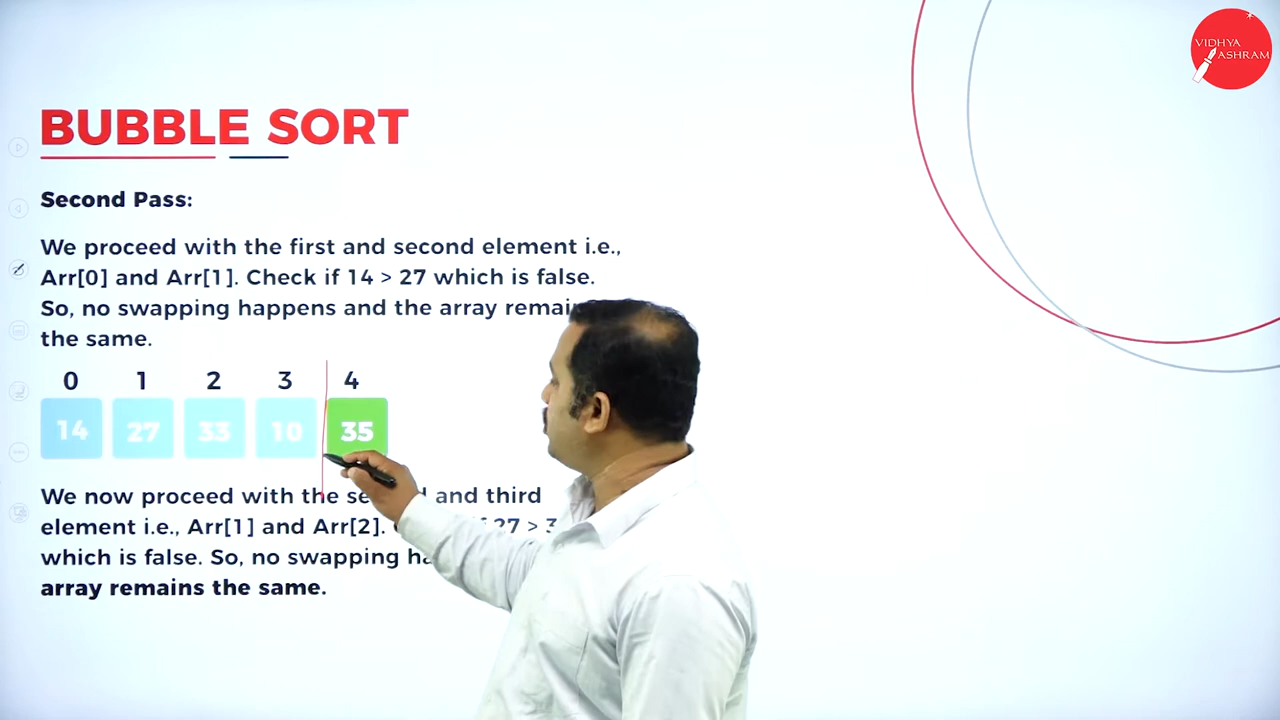 VIDHYA
ASHRAM
BUBBLE SORT
Second Pass:
We proceed with the first and second element i.e.,
Arr[0] and Arr[1]. Check if 14 > 27 which is false.
So, no swapping happens and the array
the same.
0 1 2 3 4
14 27 33 10 35
We now proceed with the and third
element i.e., Arr[1] and Arr[2]. 27 >
which is false. So, no swapping
array remains the same.